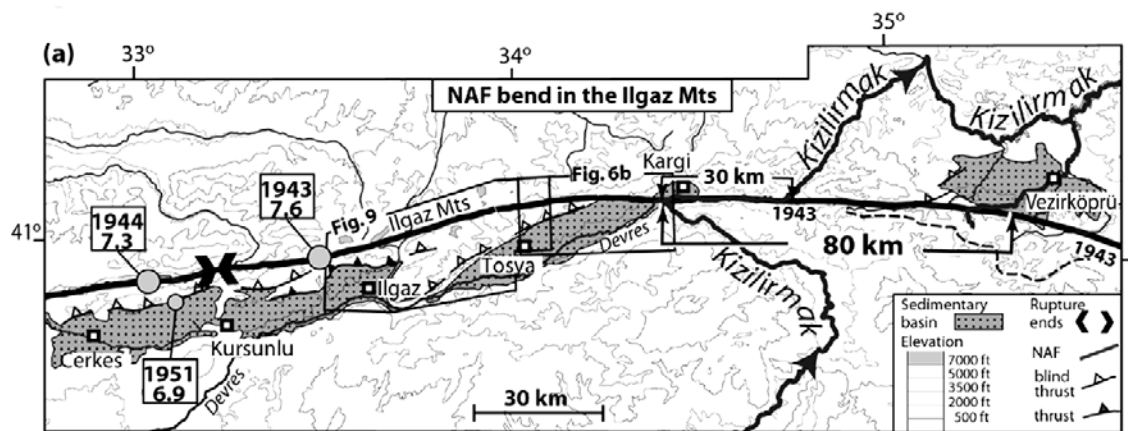 (a)
33°
34°
35°
41°
NAF bend in the Ilgaz Mts
Kizilirmak
Kizilirmak
Kargi
30 km
Fig. 6b
1943
7.6
Fig. 9
Ilgaz Mts
1944
7.3
1943
Vezirköprü
80 km
1943
Devres
Tosya
Ilgaz
Kizilirmak
Cerkes
Kursunlu
1951
6.9
Devres
30 km
Sedimentary
basin
Rupture
ends
Elevation
7000 ft
5000 ft
3500 ft
2000 ft
500 ft
NAF
blind
thrust
thrust